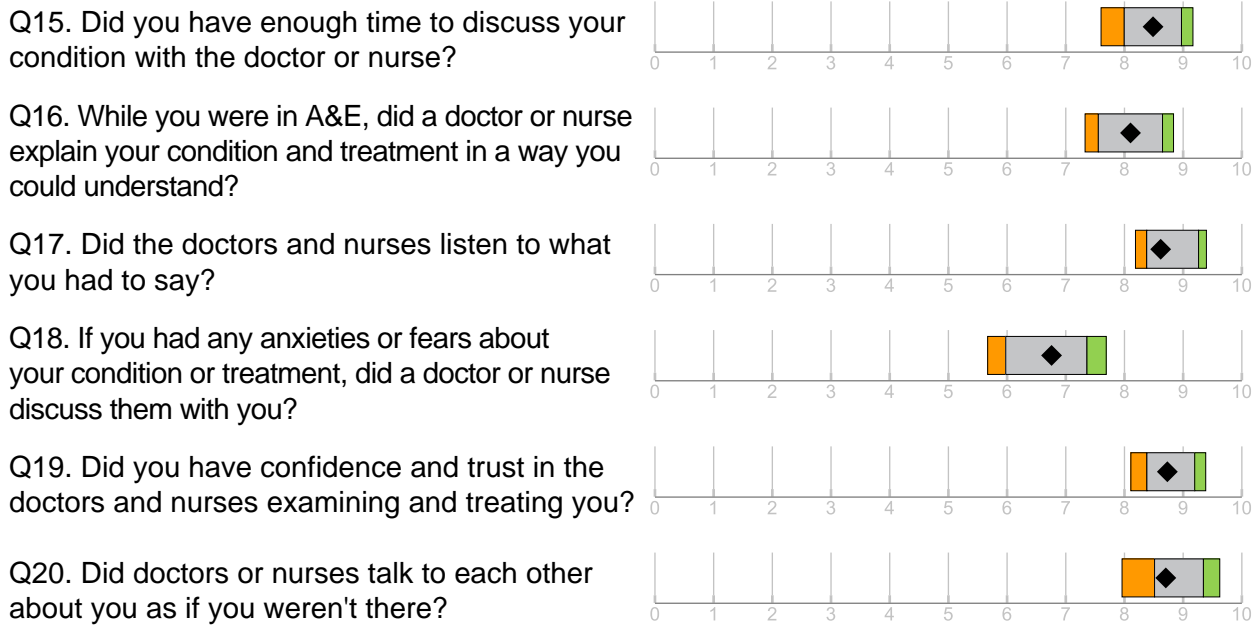 Q15. Did you have enough time to discuss your
condition with the doctor or nurse?
0 1 2 3 4 5 6 7 8 9 10
Q16. While you were in A&E, did a doctor or nurse
explain your condition and treatment in a way you
could understand?
0 1 2 3 4 5 6 7 8 9 10
Q17. Did the doctors and nurses listen to what
you had to say?
0 1 2 3 4 5 6 7 8 9 10
Q18. If you had any anxieties or fears about
your condition or treatment, did a doctor or nurse
discuss them with you?
0 1 2 3 4 5 6 7 8 9 10
Q19. Did you have confidence and trust in the
doctors and nurses examining and treating you?
0 1 2 3 4 5 6 7 8 9 10
Q20. Did doctors or nurses talk to each other
about you as if you weren't there?
0 1 2 3 4 5 6 7 8 9 10